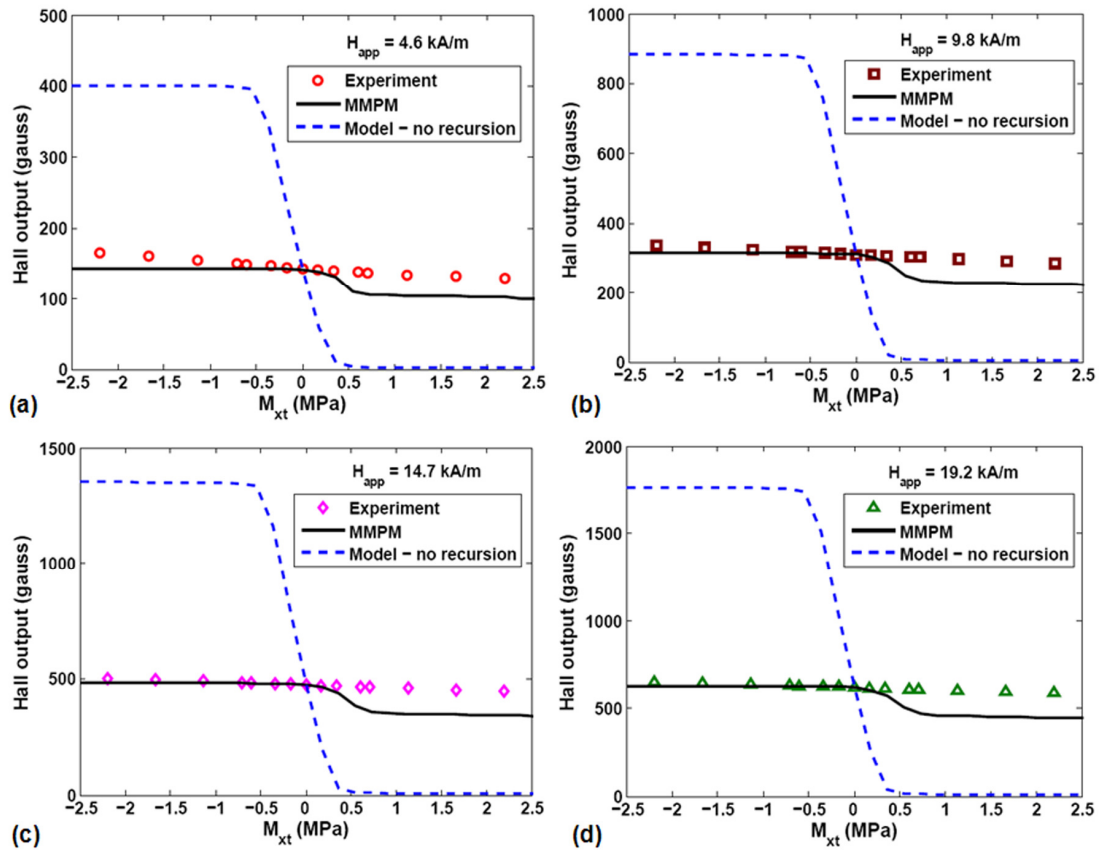 500
400
300
200
100
0
Hall output (gauss)
H_app = 4.6 kA/m
Experiment
MMPM
Model − no recursion
−2.5 −2 −1.5 −1 −0.5 0 0.5 1 1.5 2 2.5
M_xt (MPa)
(a)
1000
800
600
400
200
0
Hall output (gauss)
H_app = 9.8 kA/m
Experiment
MMPM
Model − no recursion
−2.5 −2 −1.5 −1 −0.5 0 0.5 1 1.5 2 2.5
M_xt (MPa)
(b)
1500
1000
500
0
Hall output (gauss)
H_app = 14.7 kA/m
Experiment
MMPM
Model − no recursion
−2.5 −2 −1.5 −1 −0.5 0 0.5 1 1.5 2 2.5
M_xt (MPa)
(c)
2000
1500
1000
500
0
Hall output (gauss)
H_app = 19.2 kA/m
Experiment
MMPM
Model − no recursion
−2.5 −2 −1.5 −1 −0.5 0 0.5 1 1.5 2 2.5
M_xt (MPa)
(d)